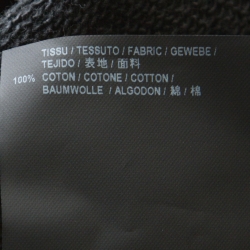 TISSU / TESSUTO / FABRIC / GEWEBE /
TEJIDO / 表地 / 面料
100% COTON / COTONE / COTTON /
BAUMWOLLE / ALGODON / 綿 / 棉